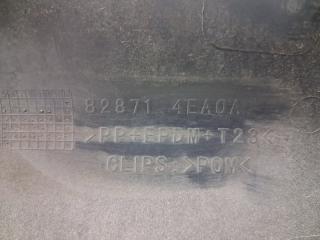 82871 4EA0A
>PP+EPDM+T23<
CLIPS:>POM<